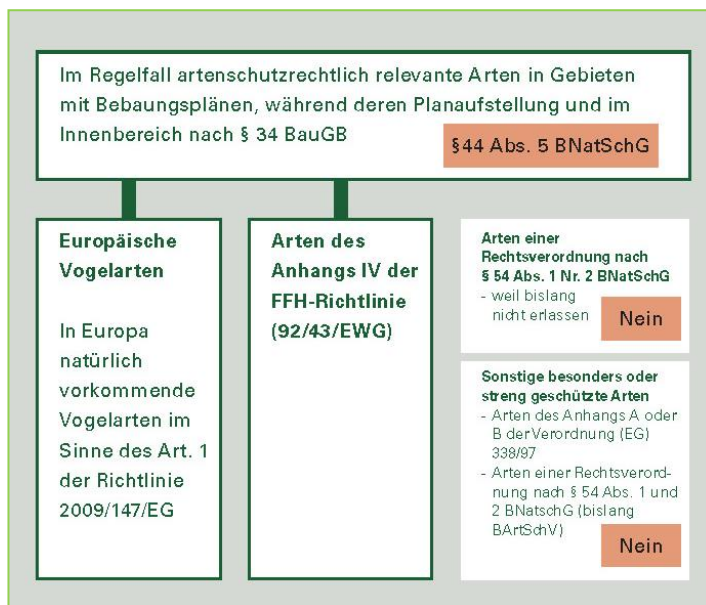 Im Regelfall artenschutzrechtlich relevante Arten in Gebieten
mit Bebaungsplänen, während deren Planaufstellung und im
Innenbereich nach § 34 BauGB
§44 Abs. 5 BNatSchG
Europäische
Vogelarten
In Europa
natürlich
vorkommende
Vogelarten im
Sinne des Art. 1
der Richtlinie
2009/147/EG
Arten des
Anhangs IV der
FFH-Richtlinie
(92/43/EWG)
Arten einer
Rechtsverordnung nach
§ 54 Abs. 1 Nr. 2 BNatSchG
- weil bislang
nicht erlassen
Nein
Sonstige besonders oder
streng geschützte Arten
- Arten des Anhangs A oder
B der Verordnung (EG)
338/97
- Arten einer Rechtsverord-
nung nach § 54 Abs. 1 und
2 BNatschG (bislang
BArtSchV)
Nein